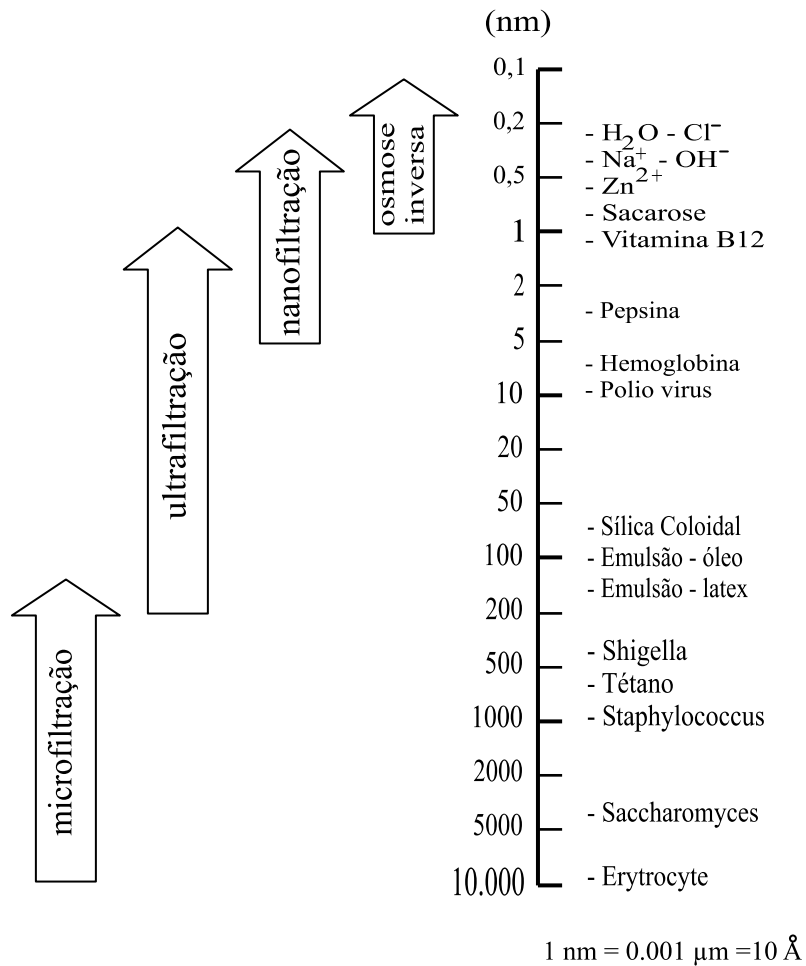 (nm)
0,1
0,2
0,5
1
2
5
10
20
50
100
200
500
1000
2000
5000
10.000
osmose
inversa
nanofiltração
ultrafiltração
microfiltração
- H₂O - Cl⁻
- Na⁺ - OH⁻
- Zn²⁺
- Sacarose
- Vitamina B12
- Pepsina
- Hemoglobina
- Polio virus
- Sílica Coloidal
- Emulsão - óleo
- Emulsão - latex
- Shigella
- Tétano
- Staphylococcus
- Saccharomyces
- Erytrocyte
1 nm = 0.001 µm =10 Å